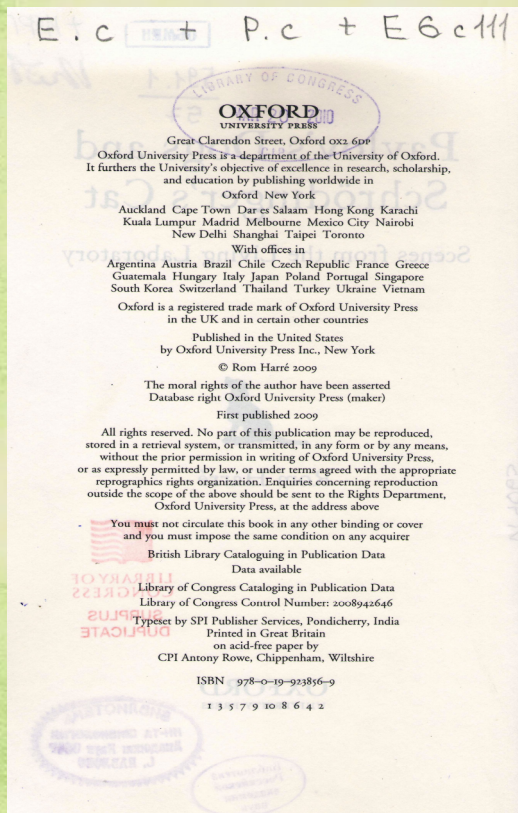 E.c + P.c + E6c111
LIBRARY OF CONGRESS
2010
OXFORD
UNIVERSITY PRESS
Great Clarendon Street, Oxford OX2 6DP
Oxford University Press is a department of the University of Oxford.
It furthers the University's objective of excellence in research, scholarship,
and education by publishing worldwide in
Oxford New York
Auckland Cape Town Dar es Salaam Hong Kong Karachi
Kuala Lumpur Madrid Melbourne Mexico City Nairobi
New Delhi Shanghai Taipei Toronto
With offices in
Argentina Austria Brazil Chile Czech Republic France Greece
Guatemala Hungary Italy Japan Poland Portugal Singapore
South Korea Switzerland Thailand Turkey Ukraine Vietnam
Oxford is a registered trade mark of Oxford University Press
in the UK and in certain other countries
Published in the United States
by Oxford University Press Inc., New York
© Rom Harré 2009
The moral rights of the author have been asserted
Database right Oxford University Press (maker)
First published 2009
All rights reserved. No part of this publication may be reproduced,
stored in a retrieval system, or transmitted, in any form or by any means,
without the prior permission in writing of Oxford University Press,
or as expressly permitted by law, or under terms agreed with the appropriate
reprographics rights organization. Enquiries concerning reproduction
outside the scope of the above should be sent to the Rights Department,
Oxford University Press, at the address above
You must not circulate this book in any other binding or cover
and you must impose the same condition on any acquirer
British Library Cataloguing in Publication Data
Data available
Library of Congress Cataloging in Publication Data
Library of Congress Control Number: 2008942646
Typeset by SPI Publisher Services, Pondicherry, India
Printed in Great Britain
on acid-free paper by
CPI Antony Rowe, Chippenham, Wiltshire
ISBN 978–0–19–923856–9
1 3 5 7 9 10 8 6 4 2